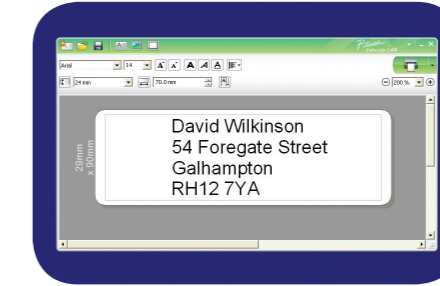 Arial
14
A
A
A
A
A
24 mm
70.0 mm
200 %
29mm
x 90mm
David Wilkinson
54 Foregate Street
Galhampton
RH12 7YA